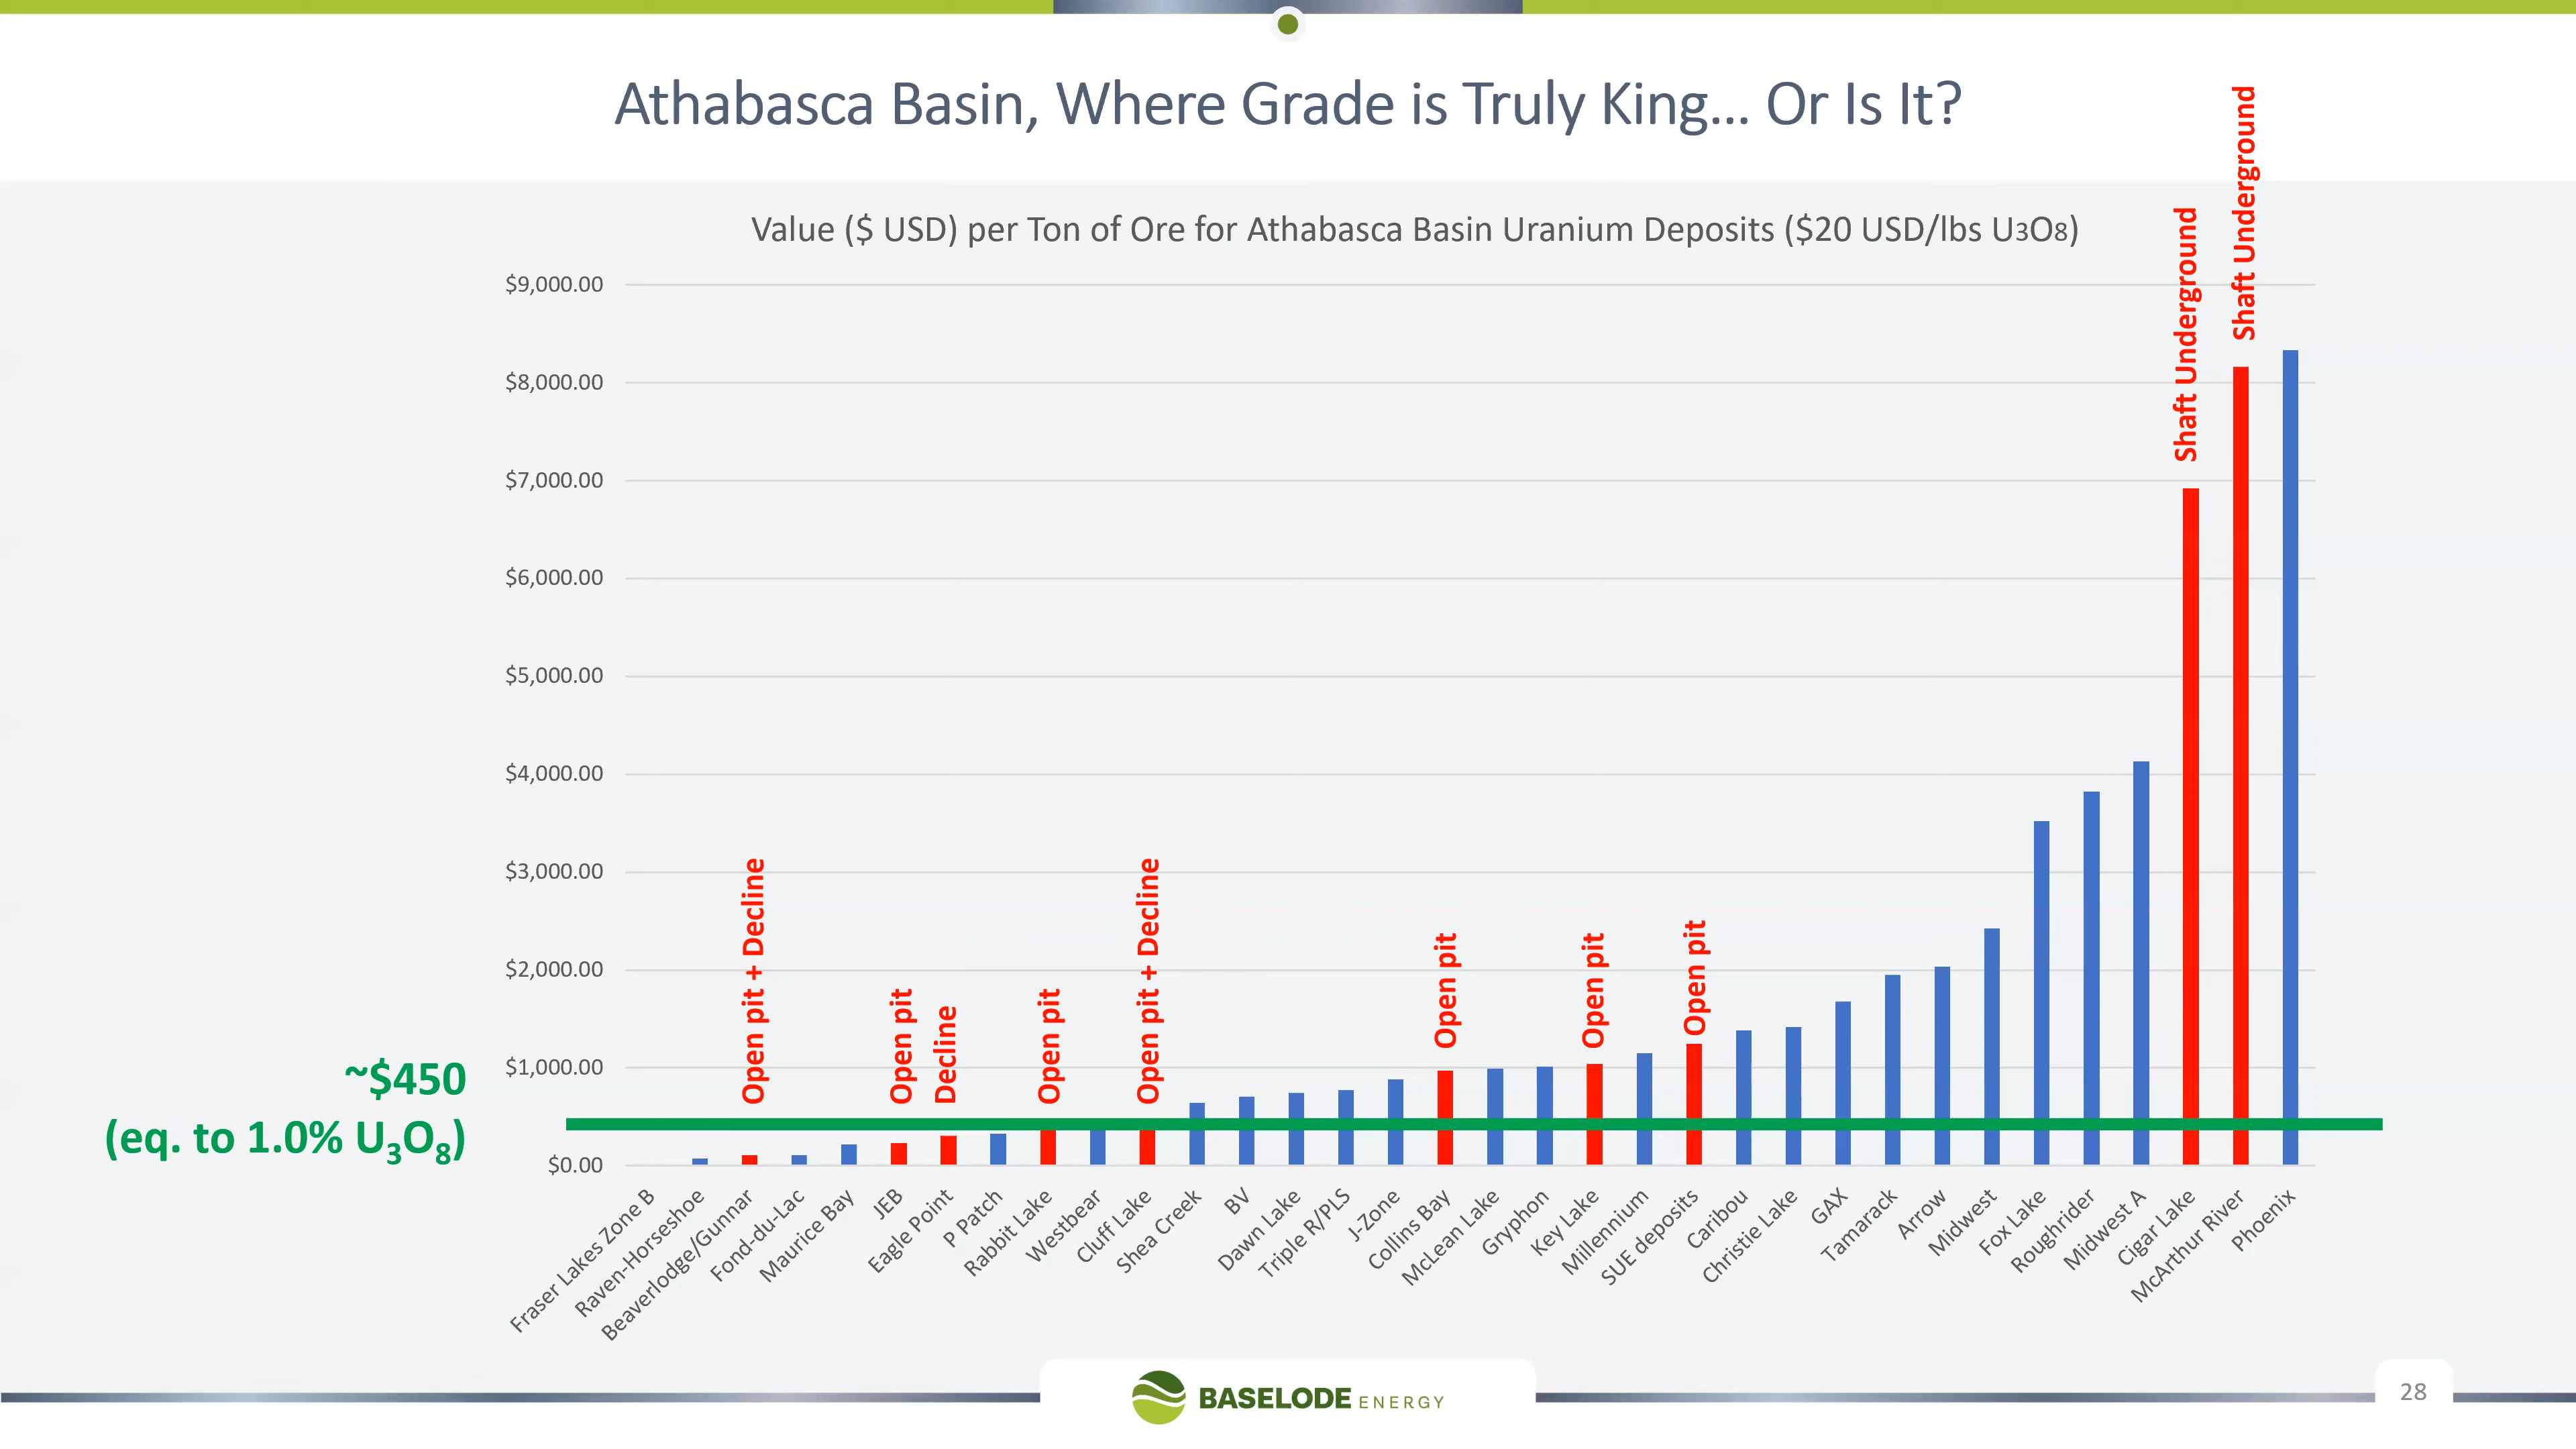 Athabasca Basin, Where Grade is Truly King... Or Is It?
Value ($ USD) per Ton of Ore for Athabasca Basin Uranium Deposits ($20 USD/lbs U3O8)
$9,000.00
$8,000.00
$7,000.00
$6,000.00
$5,000.00
$4,000.00
$3,000.00
$2,000.00
$1,000.00
$0.00
~$450
(eq. to 1.0% U₃O₈)
Open pit + Decline
Open pit
Decline
Open pit
Open pit + Decline
Open pit
Open pit
Open pit
Shaft Underground
Shaft Underground
Fraser Lakes Zone B
Raven-Horseshoe
Beaverlodge/Gunnar
Fond-du-Lac
Maurice Bay
JEB
Eagle Point
P Patch
Rabbit Lake
Westbear
Cluff Lake
Shea Creek
BV
Dawn Lake
Triple R/PLS
J-Zone
Collins Bay
McLean Lake
Gryphon
Key Lake
Millennium
SUE deposits
Caribou
Christie Lake
GAX
Tamarack
Arrow
Midwest
Fox Lake
Roughrider
Midwest A
Cigar Lake
McArthur River
Phoenix
BASELODE ENERGY
28